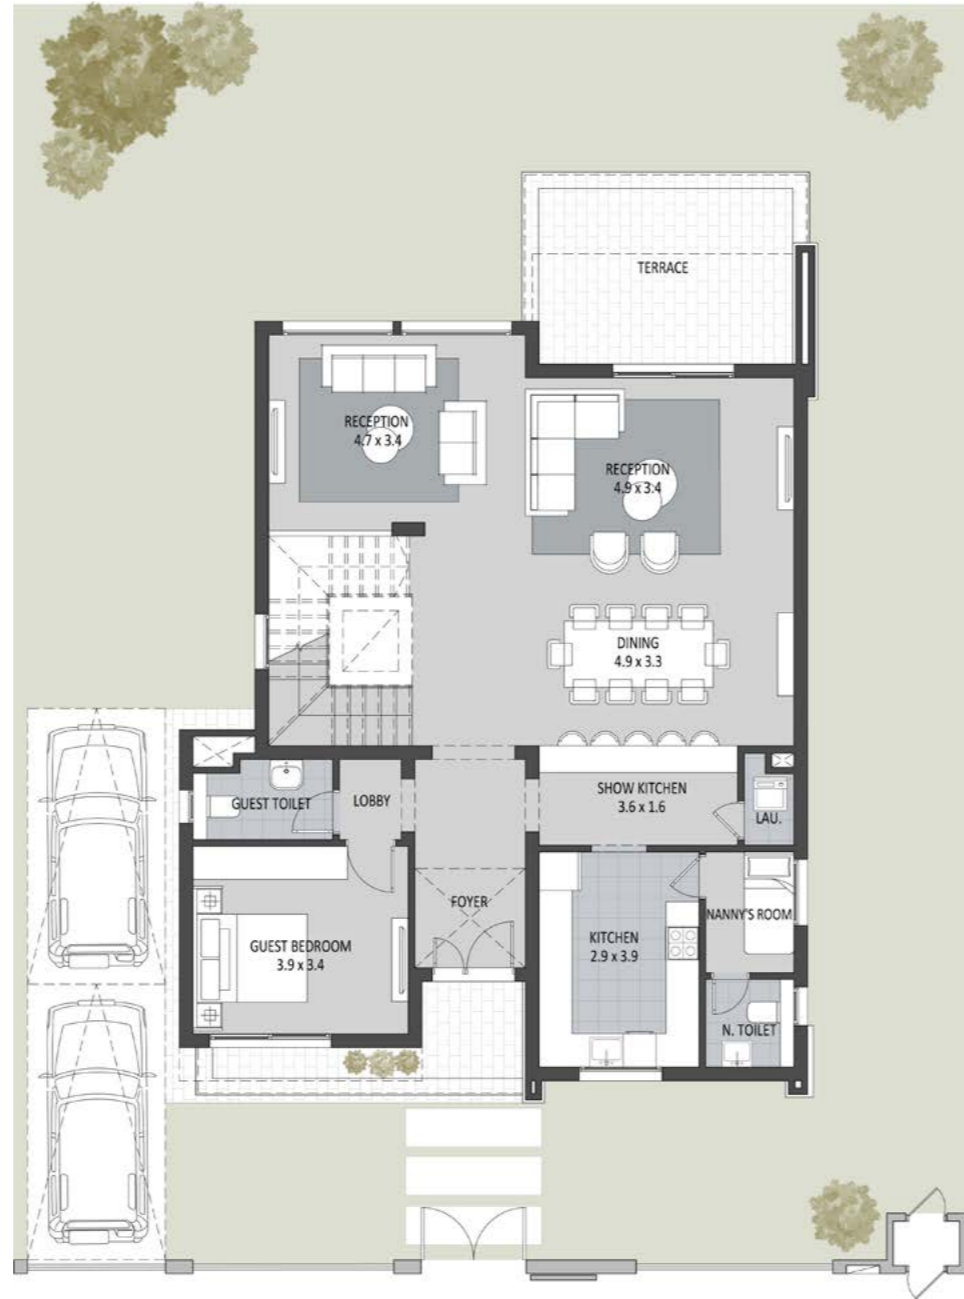 TERRACE
RECEPTION
4.7 x 3.4
RECEPTION
4.9 x 3.4
DINING
4.9 x 3.3
GUEST TOILET
LOBBY
SHOW KITCHEN
3.6 x 1.6
LAU.
FOYER
NANNY'S ROOM
GUEST BEDROOM
3.9 x 3.4
KITCHEN
2.9 x 3.9
N. TOILET